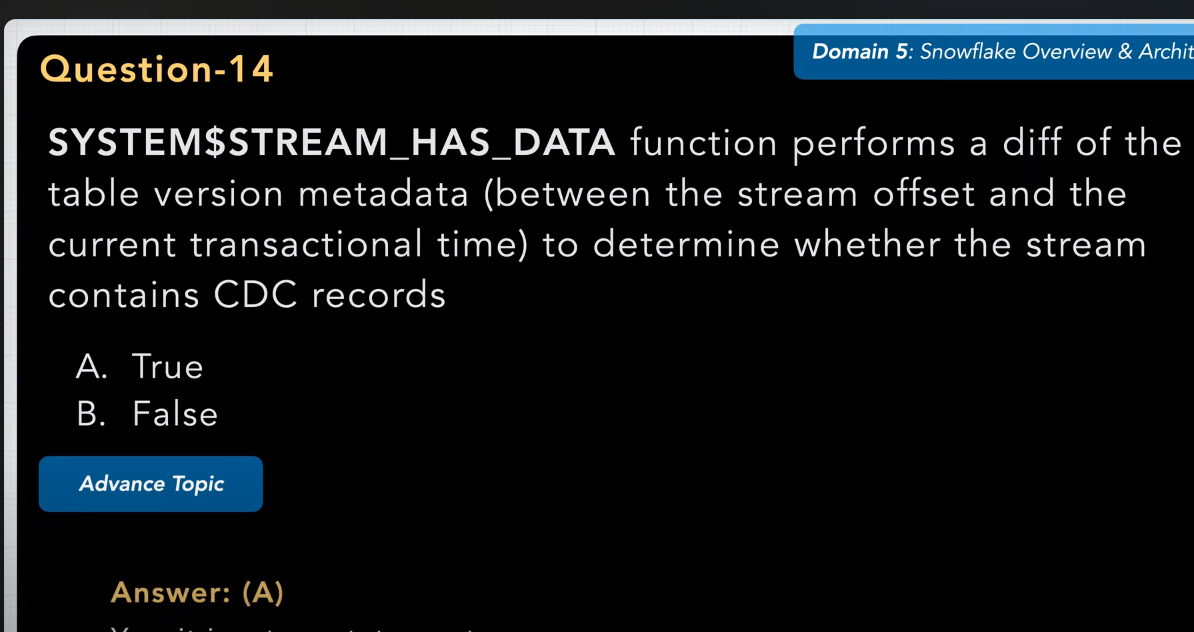 Domain 5: Snowflake Overview &
Question-14
SYSTEM$STREAM_HAS_DATA function performs a diff of the
table version metadata (between the stream offset and the
current transactional time) to determine whether the stream
contains CDC records
A. True
B. False
Advance Topic
Answer: (A)